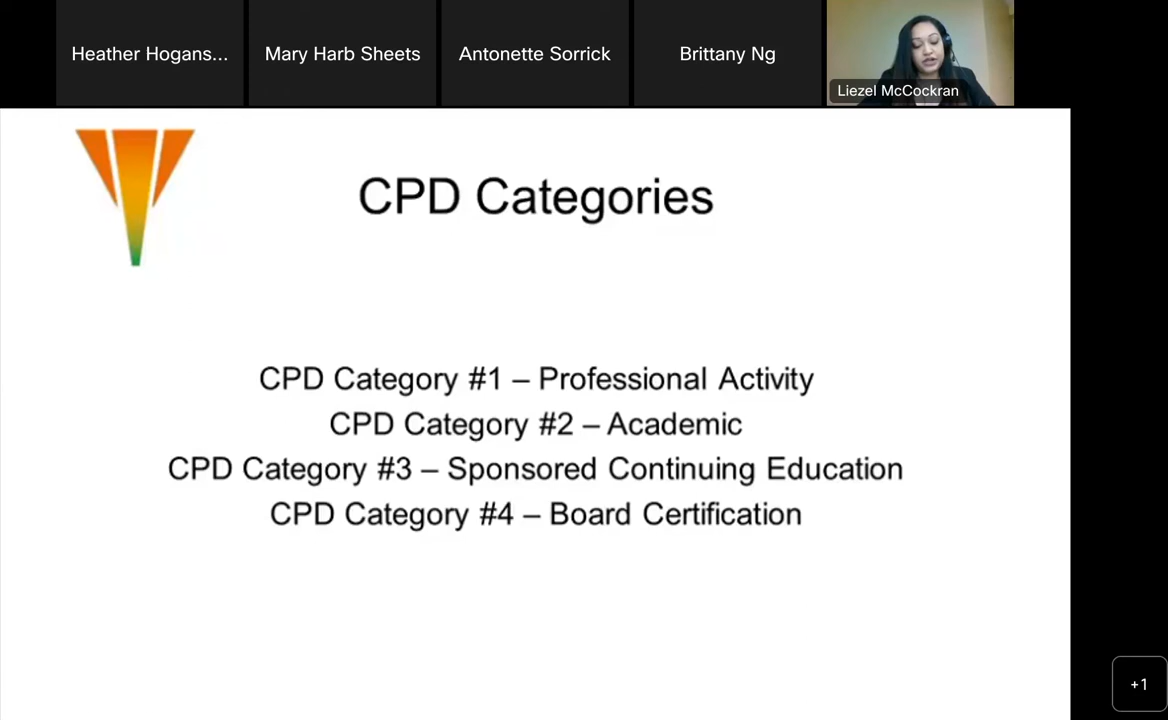 Heather Hogans...
Mary Harb Sheets
Antonette Sorrick
Brittany Ng
Liezel McCockran
CPD Categories
CPD Category #1 – Professional Activity
CPD Category #2 – Academic
CPD Category #3 – Sponsored Continuing Education
CPD Category #4 – Board Certification
+1